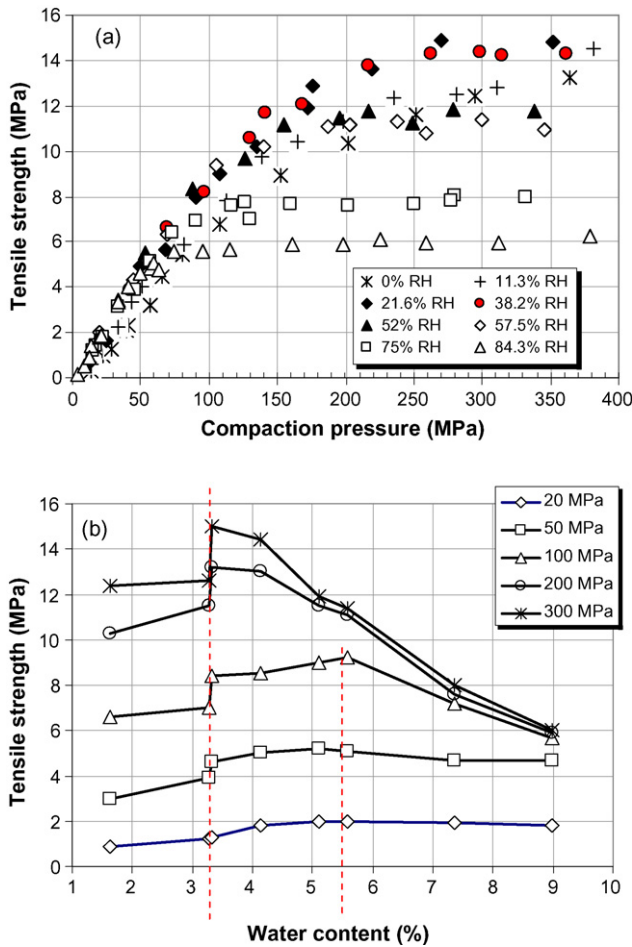 (a)
Tensile strength (MPa)
16
14
12
10
8
6
4
2
0
0% RH
11.3% RH
21.6% RH
38.2% RH
52% RH
57.5% RH
75% RH
84.3% RH
0
50
100
150
200
250
300
350
400
Compaction pressure (MPa)
(b)
Tensile strength (MPa)
16
14
12
10
8
6
4
2
0
20 MPa
50 MPa
100 MPa
200 MPa
300 MPa
1
2
3
4
5
6
7
8
9
10
Water content (%)